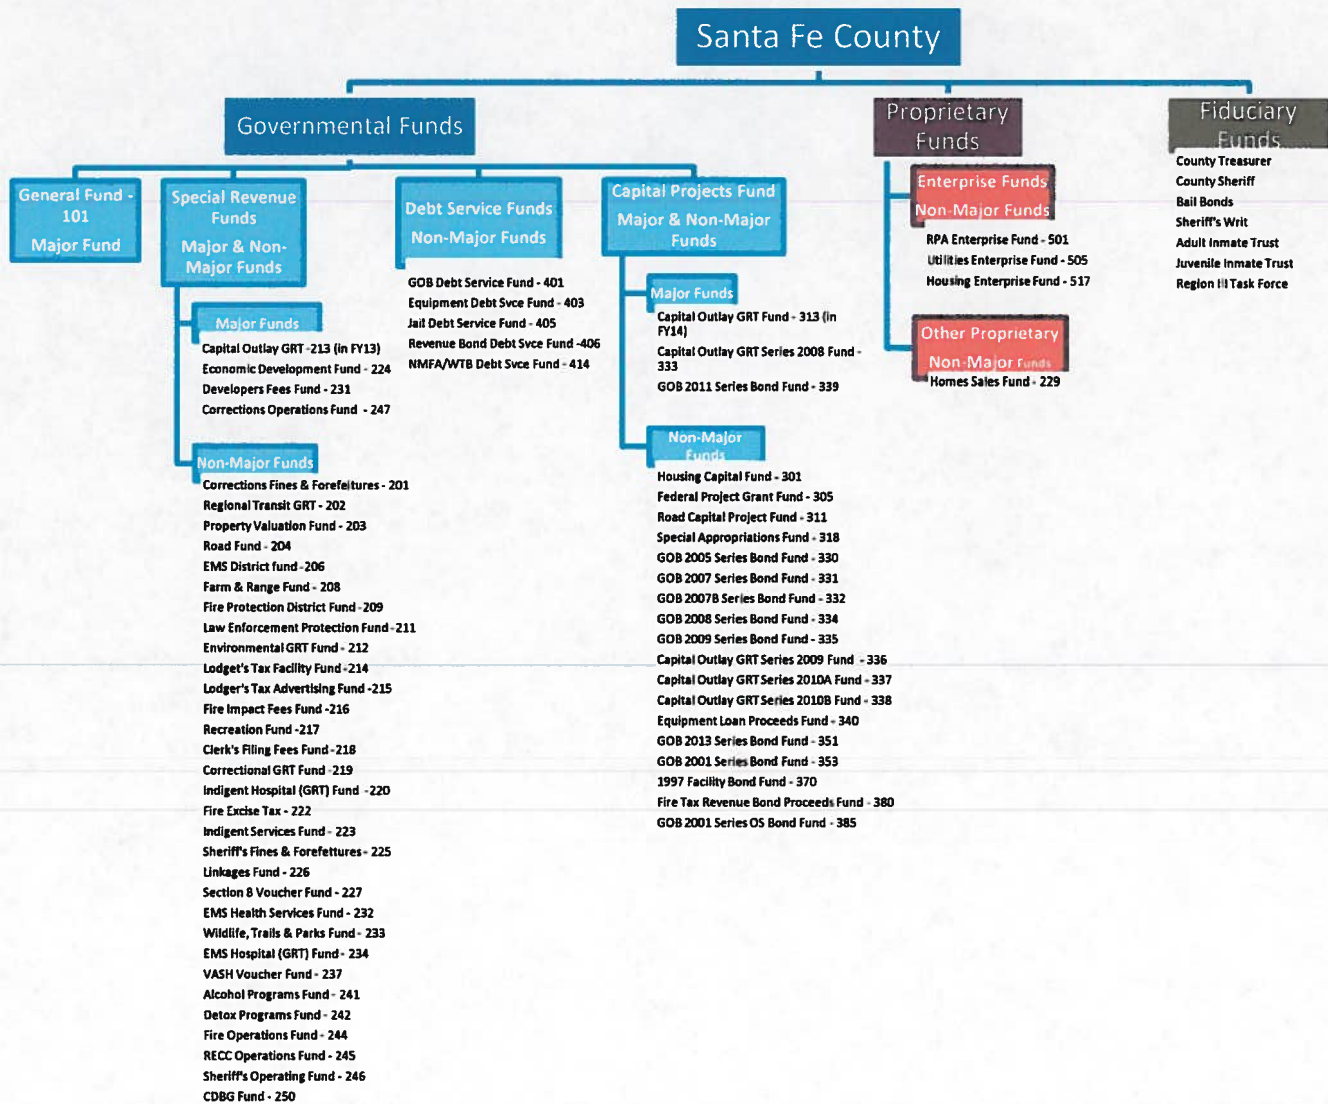 Santa Fe County
Governmental Funds
General Fund -
101
Major Fund
Special Revenue
Funds
Major & Non-
Major Funds
Major Funds
Capital Outlay GRT -213 (in FY13)
Economic Development Fund - 224
Developers Fees Fund - 231
Corrections Operations Fund - 247
Non-Major Funds
Corrections Fines & Forefeitures - 201
Regional Transit GRT - 202
Property Valuation Fund - 203
Road Fund - 204
EMS District fund -206
Farm & Range Fund - 208
Fire Protection District Fund -209
Law Enforcement Protection Fund -211
Environmental GRT Fund - 212
Lodget's Tax Facility Fund -214
Lodger's Tax Advertising Fund -215
Fire Impact Fees Fund -216
Recreation Fund -217
Clerk's Filing Fees Fund -218
Correctional GRT Fund -219
Indigent Hospital (GRT) Fund -220
Fire Excise Tax - 222
Indigent Services Fund - 223
Sheriff's Fines & Forefettures - 225
Linkages Fund - 226
Section 8 Voucher Fund - 227
EMS Health Services Fund - 232
Wildlife, Trails & Parks Fund - 233
EMS Hospital (GRT) Fund - 234
VASH Voucher Fund - 237
Alcohol Programs Fund - 241
Detox Programs Fund - 242
Fire Operations Fund - 244
RECC Operations Fund - 245
Sheriff's Operating Fund - 246
CDBG Fund - 250
Debt Service Funds
Non-Major Funds
GOB Debt Service Fund - 401
Equipment Debt Svce Fund - 403
Jail Debt Service Fund - 405
Revenue Bond Debt Svce Fund -406
NMFA/WTB Debt Svce Fund - 414
Capital Projects Fund
Major & Non-Major
Funds
Major Funds
Capital Outlay GRT Fund - 313 (in
FY14)
Capital Outlay GRT Series 2008 Fund -
333
GOB 2011 Series Bond Fund - 339
Non-Major
Funds
Housing Capital Fund - 301
Federal Project Grant Fund - 305
Road Capital Project Fund - 311
Special Appropriations Fund - 318
GOB 2005 Series Bond Fund - 330
GOB 2007 Series Bond Fund - 331
GOB 2007B Series Bond Fund - 332
GOB 2008 Series Bond Fund - 334
GOB 2009 Series Bond Fund - 335
Capital Outlay GRT Series 2009 Fund - 336
Capital Outlay GRT Series 2010A Fund - 337
Capital Outlay GRT Series 2010B Fund - 338
Equipment Loan Proceeds Fund - 340
GOB 2013 Series Bond Fund - 351
GOB 2001 Series Bond Fund - 353
1997 Facility Bond Fund - 370
Fire Tax Revenue Bond Proceeds Fund - 380
GOB 2001 Series OS Bond Fund - 385
Proprietary
Funds
Enterprise Funds
Non-Major Funds
RPA Enterprise Fund - 501
Utilities Enterprise Fund - 505
Housing Enterprise Fund - 517
Other Proprietary
Non-Major Funds
Homes Sales Fund - 229
Fiduciary
Funds
County Treasurer
County Sheriff
Bail Bonds
Sheriff's Writ
Adult Inmate Trust
Juvenile Inmate Trust
Region III Task Force